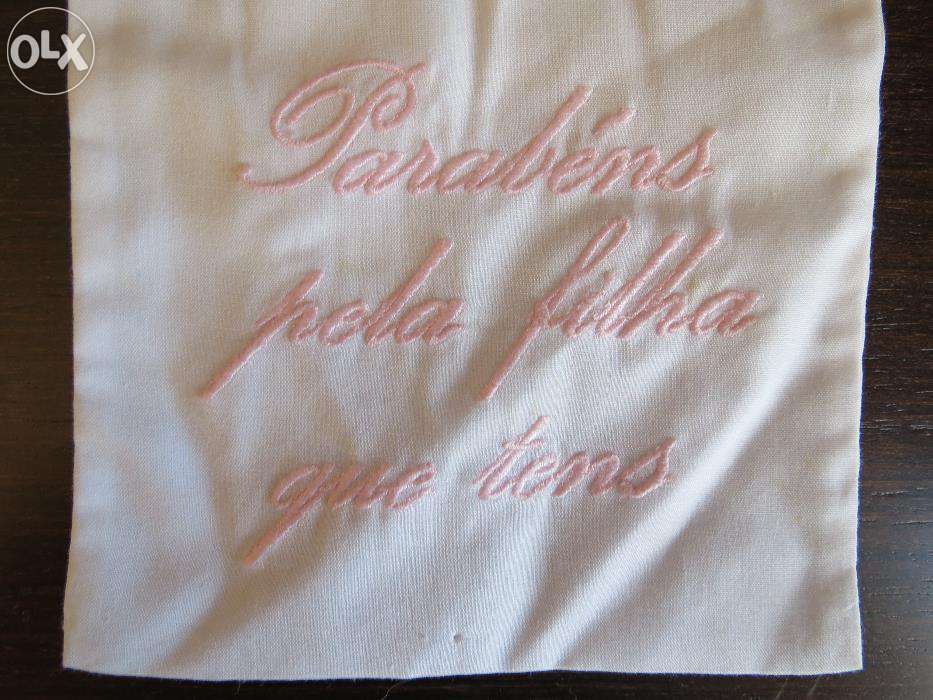 OLX
Parabéns
pela filha
que tens